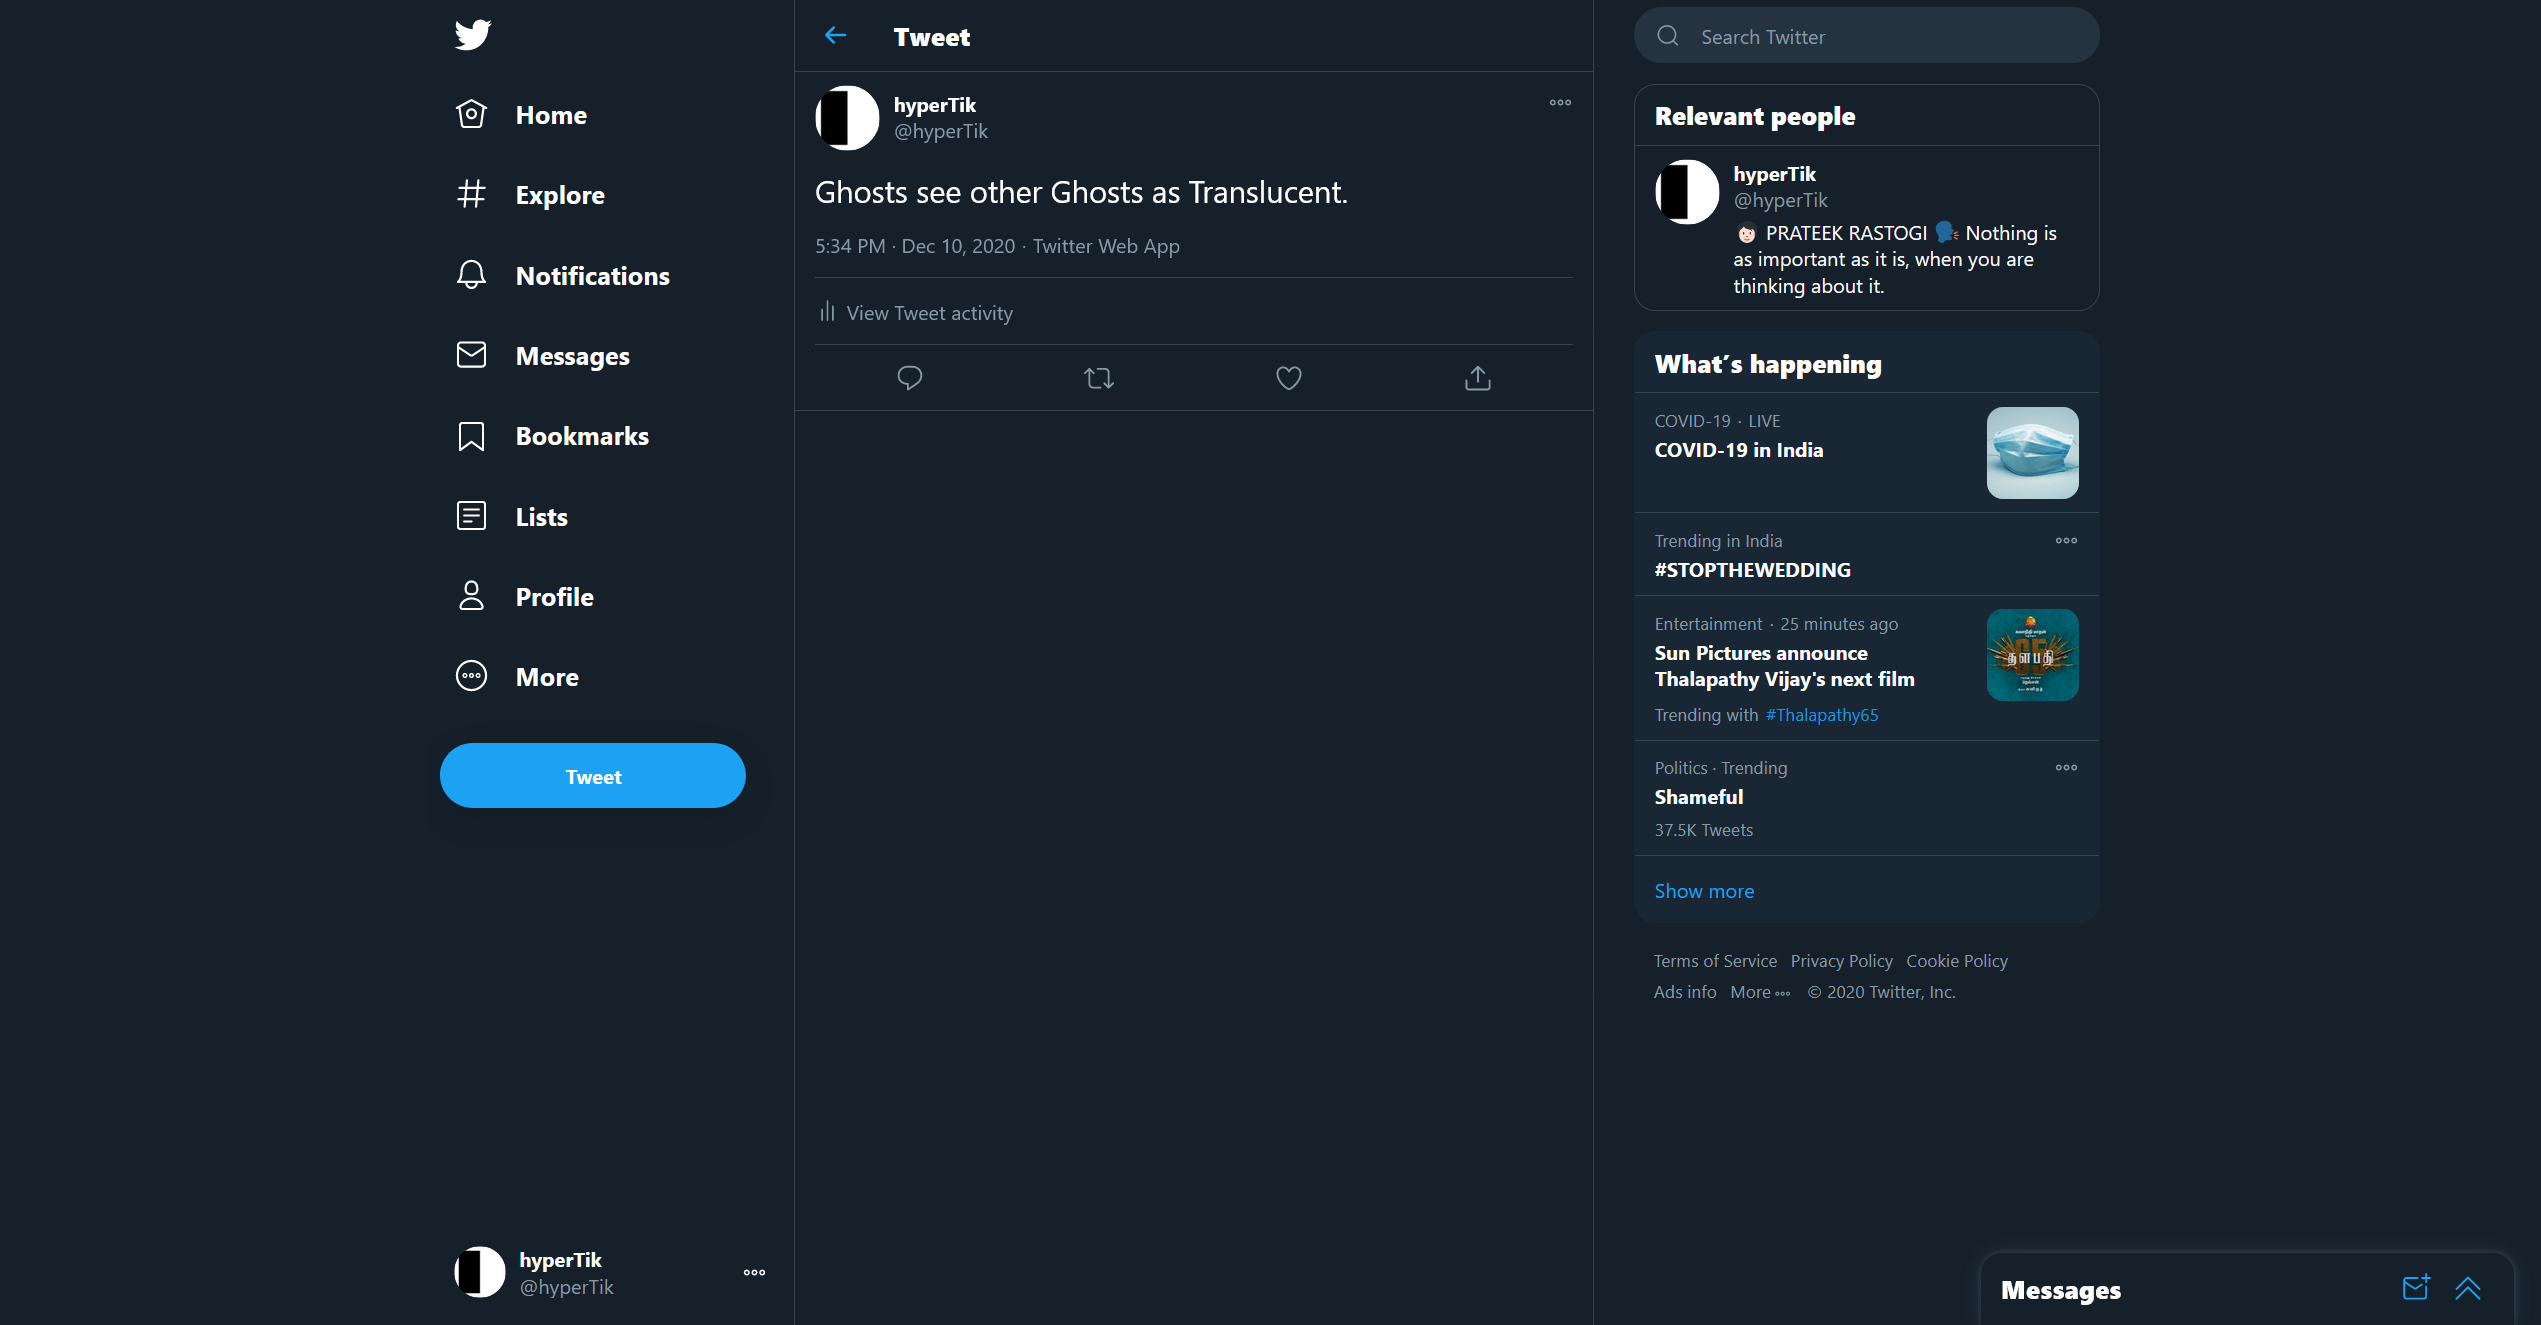 Home
Explore
Notifications
Messages
Bookmarks
Lists
Profile
More
Tweet
hyperTik
@hyperTik
Tweet
hyperTik
@hyperTik
Ghosts see other Ghosts as Translucent.
5:34 PM · Dec 10, 2020 · Twitter Web App
View Tweet activity
Search Twitter
Relevant people
hyperTik
@hyperTik
PRATEEK RASTOGI Nothing is
as important as it is, when you are
thinking about it.
What's happening
COVID-19 · LIVE
COVID-19 in India
Trending in India
#STOPTHEWEDDING
Entertainment · 25 minutes ago
Sun Pictures announce
Thalapathy Vijay's next film
Trending with #Thalapathy65
65
தளபதி
Politics · Trending
Shameful
37.5K Tweets
Show more
Terms of Service Privacy Policy Cookie Policy
Ads info More © 2020 Twitter, Inc.
Messages